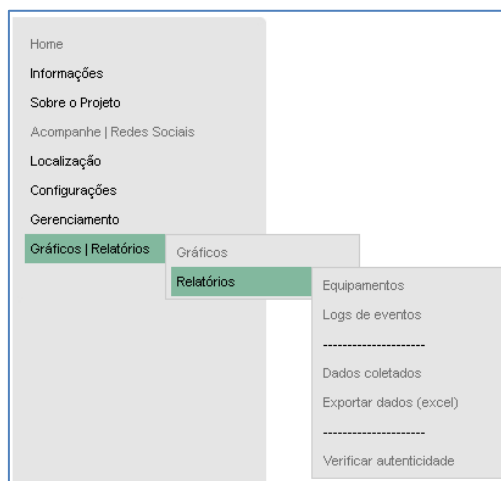 Home
Informações
Sobre o Projeto
Acompanhe | Redes Sociais
Localização
Configurações
Gerenciamento
Gráficos | Relatórios
Gráficos
Relatórios
Equipamentos
Logs de eventos
---------------------
Dados coletados
Exportar dados (excel)
---------------------
Verificar autenticidade